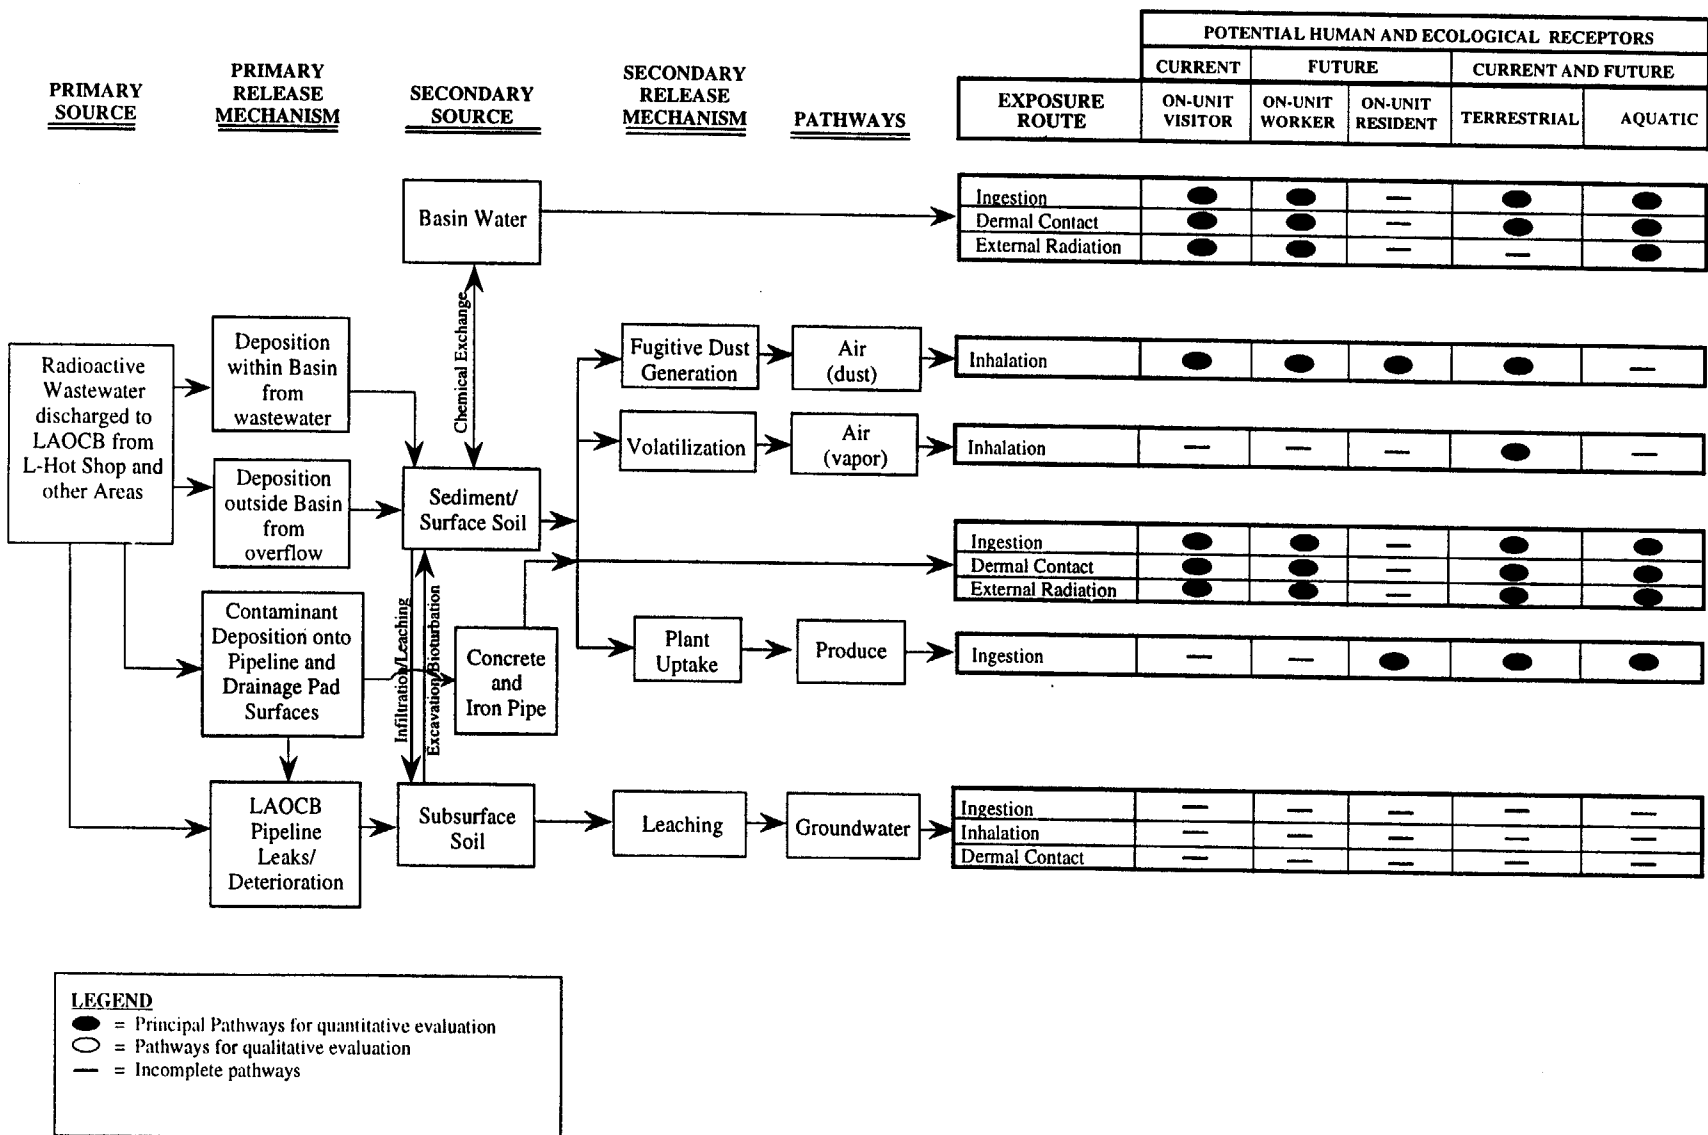 POTENTIAL HUMAN AND ECOLOGICAL RECEPTORS
CURRENT
FUTURE
CURRENT AND FUTURE
PRIMARY
SOURCE
PRIMARY
RELEASE
MECHANISM
SECONDARY
SOURCE
SECONDARY
RELEASE
MECHANISM
PATHWAYS
EXPOSURE
ROUTE
ON-UNIT
VISITOR
ON-UNIT
WORKER
ON-UNIT
RESIDENT
TERRESTRIAL
AQUATIC
Basin Water
Ingestion — 
Dermal Contact — 
External Radiation — —
Chemical Exchange
Radioactive
Wastewater
discharged to
LAOCB from
L-Hot Shop and
other Areas
Deposition
within Basin
from
wastewater
Fugitive Dust
Generation
Air
(dust)
Inhalation —
Volatilization
Air
(vapor)
Inhalation — — — —
Deposition
outside Basin
from
overflow
Sediment/
Surface Soil
Ingestion —
Dermal Contact —
External Radiation —
Contaminant
Deposition onto
Pipeline and
Drainage Pad
Surfaces
Infiltration/Leaching
Excavation/Bioturbation
Concrete
and
Iron Pipe
Plant
Uptake
Produce
Ingestion — —
LAOCB
Pipeline
Leaks/
Deterioration
Subsurface
Soil
Leaching
Groundwater
Ingestion — — — — —
Inhalation — — — — —
Dermal Contact — — — — —
LEGEND
= Principal Pathways for quantitative evaluation
= Pathways for qualitative evaluation
— = Incomplete pathways